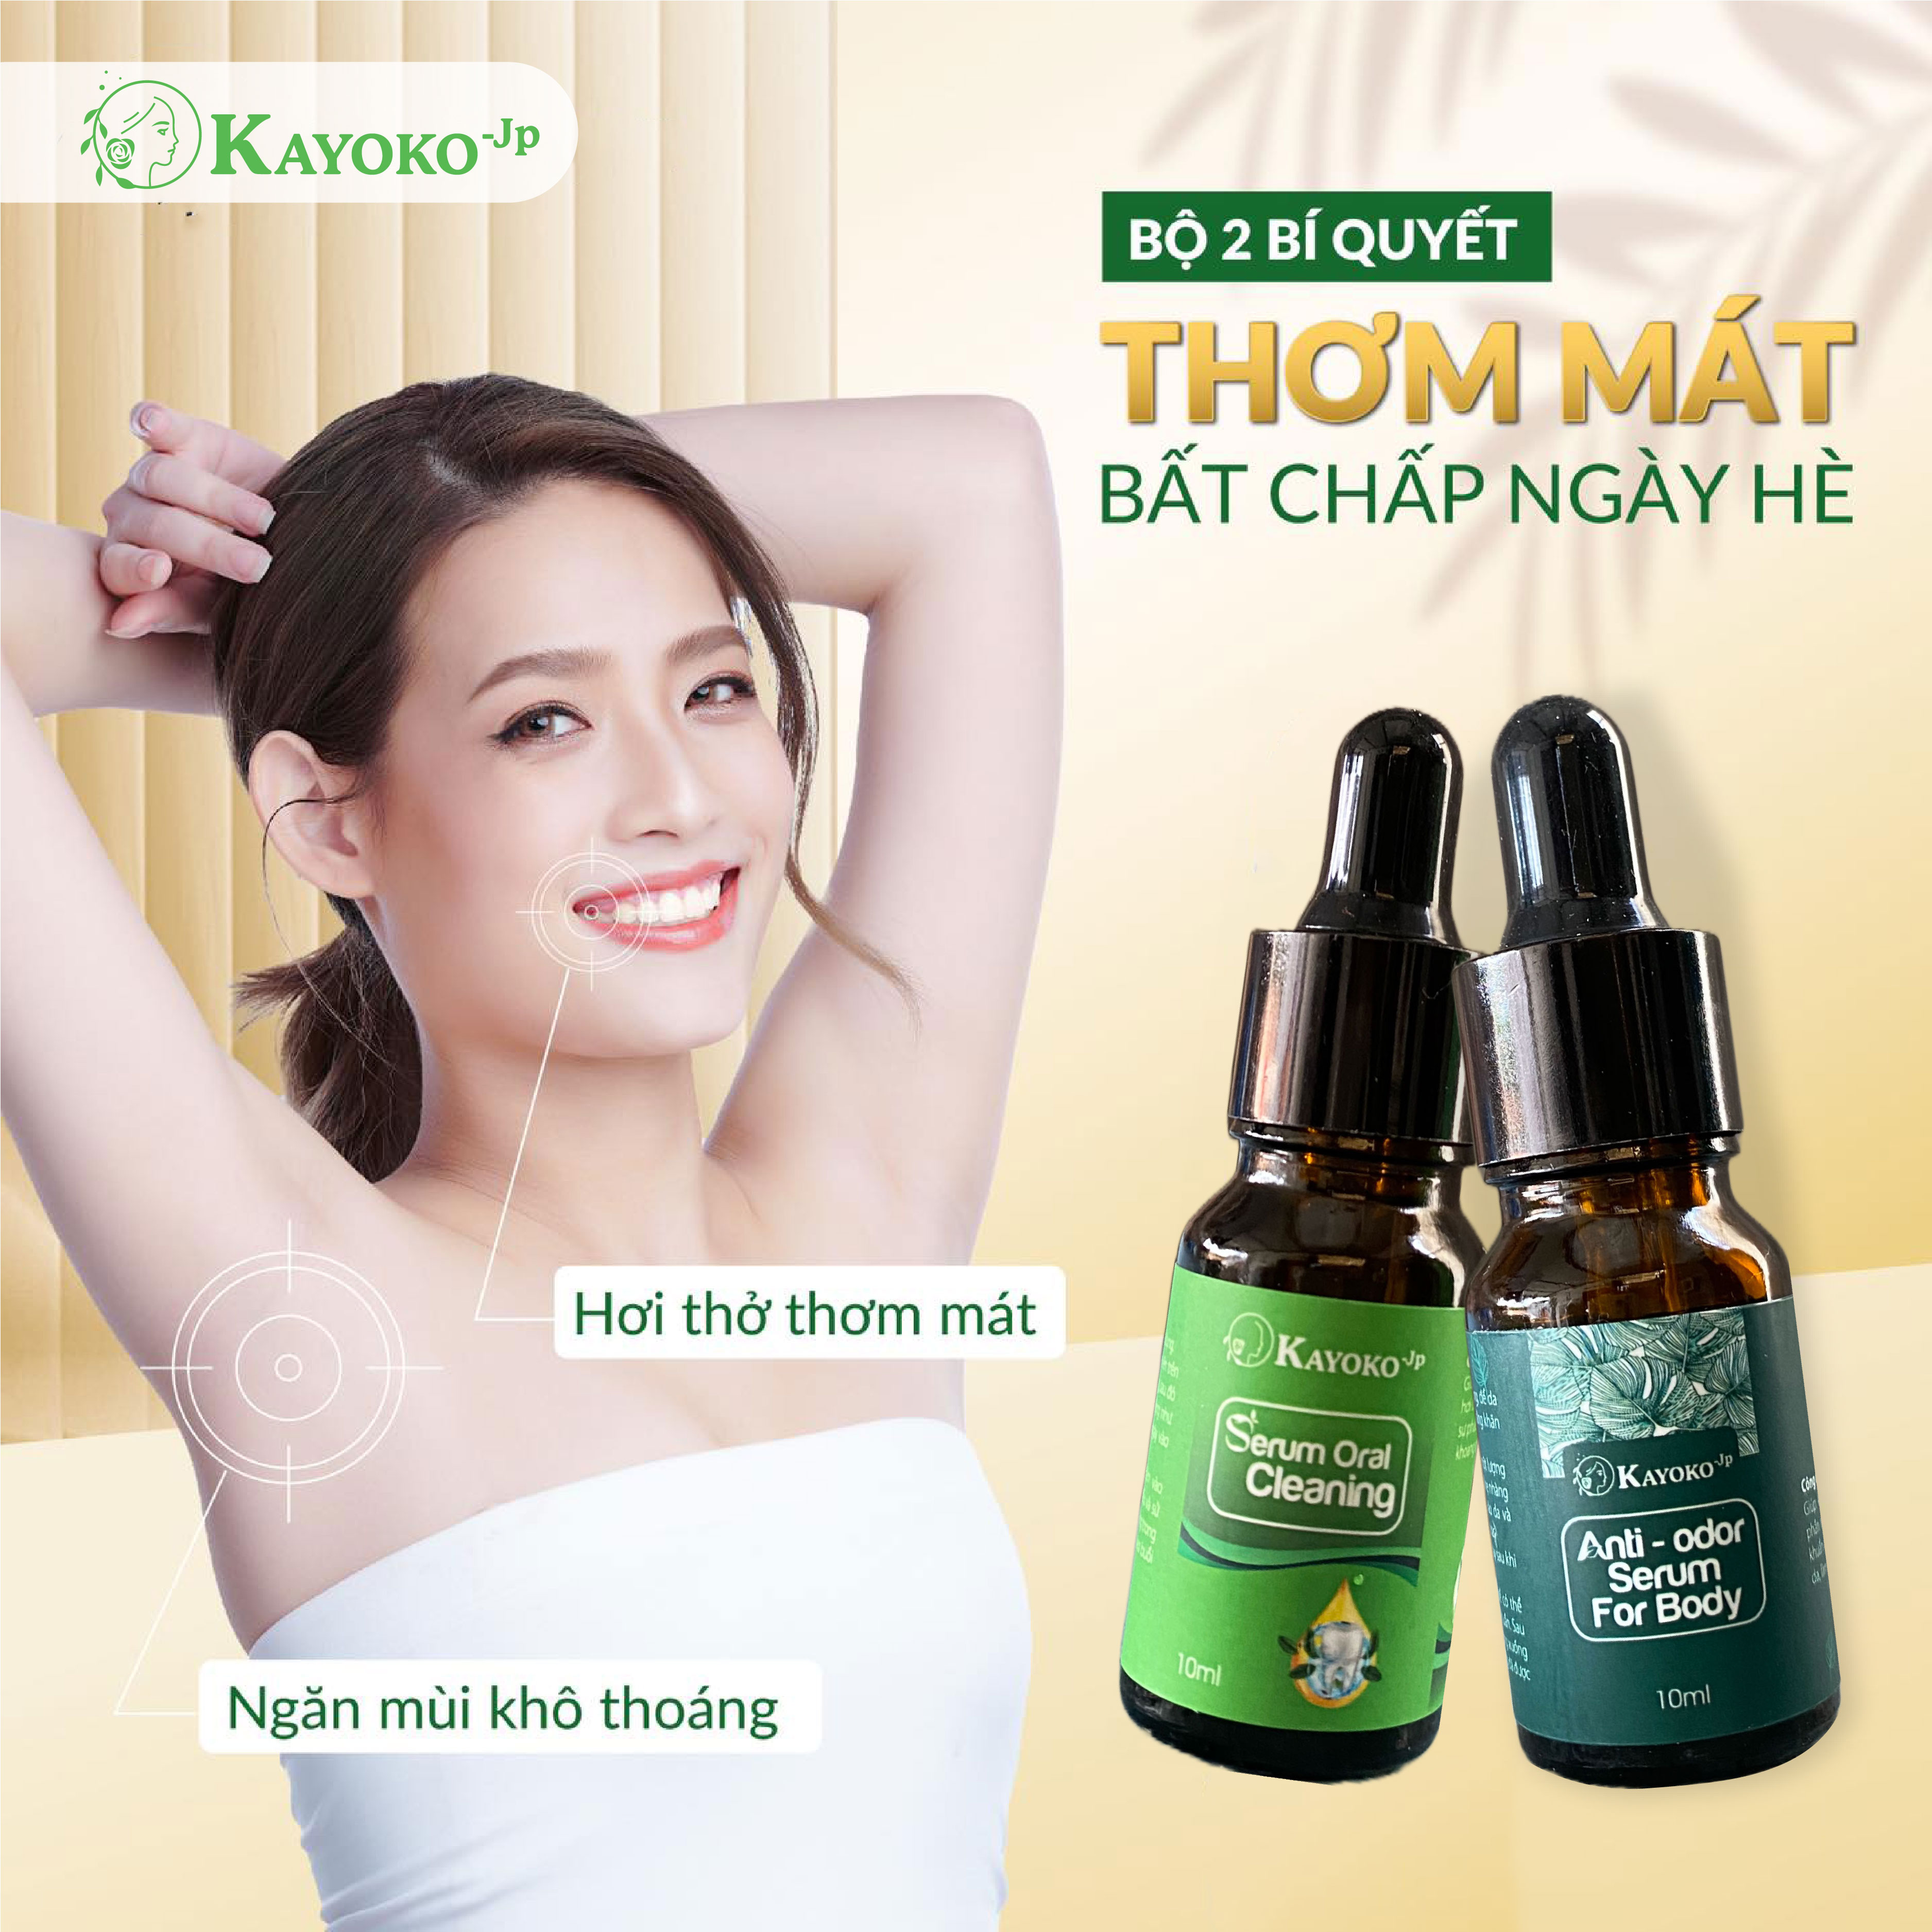 KAYOKO-Jp
BỘ 2 BÍ QUYẾT
THƠM MÁT
BẤT CHẤP NGÀY HÈ
Hơi thở thơm mát
Ngăn mùi khô thoáng
KAYOKO-Jp
Serum Oral
Cleaning
10ml
KAYOKO-Jp
Anti - odor
Serum
For Body
10ml